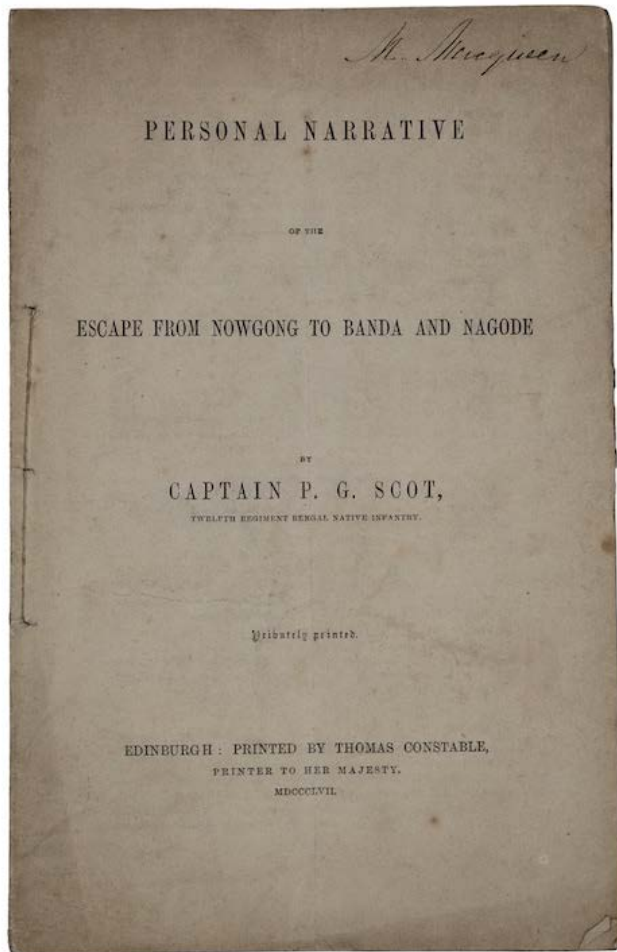 M. Macqueen
PERSONAL NARRATIVE
OF THE
ESCAPE FROM NOWGONG TO BANDA AND NAGODE
BY
CAPTAIN P. G. SCOT,
TWELFTH REGIMENT BENGAL NATIVE INFANTRY.
Privately printed.
EDINBURGH: PRINTED BY THOMAS CONSTABLE,
PRINTER TO HER MAJESTY.
MDCCCLVII.